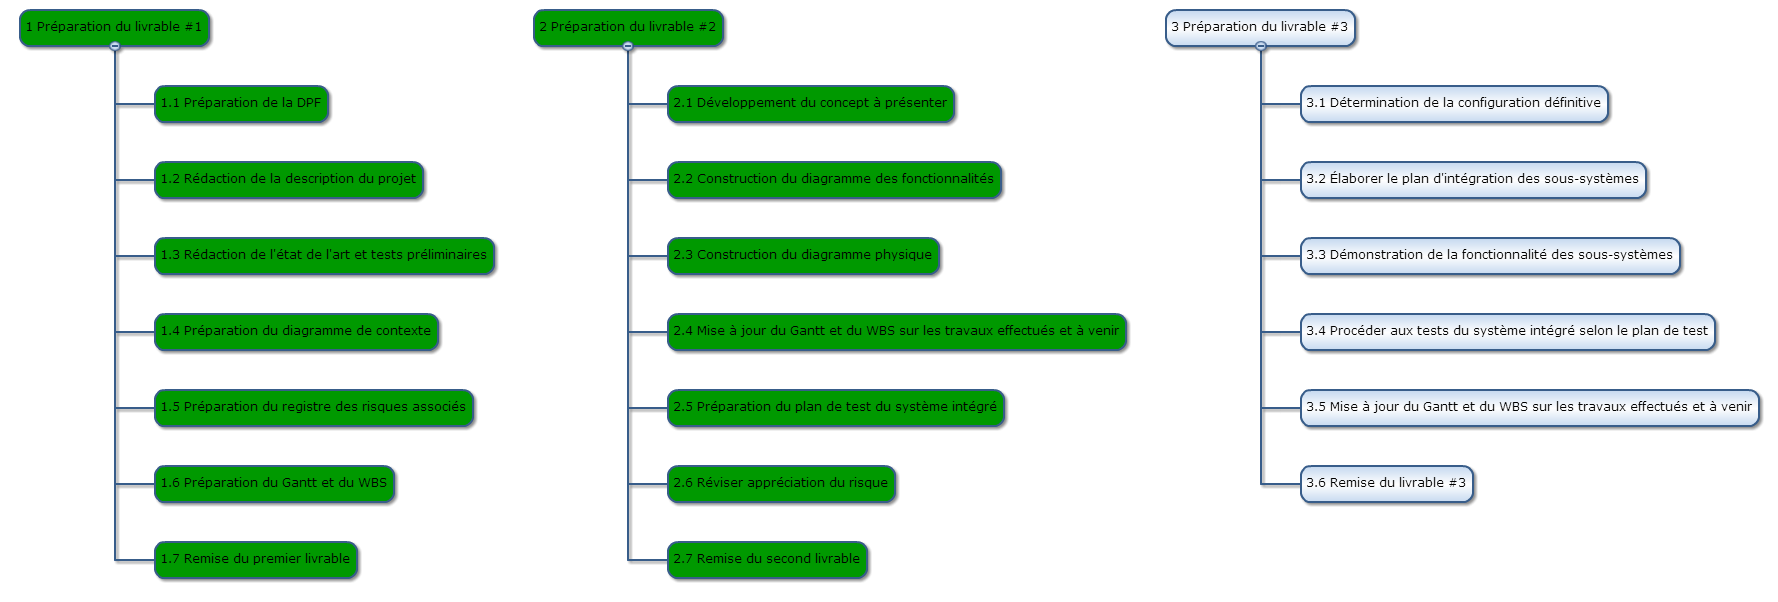 1 Préparation du livrable #1
1.1 Préparation de la DPF
1.2 Rédaction de la description du projet
1.3 Rédaction de l'état de l'art et tests préliminaires
1.4 Préparation du diagramme de contexte
1.5 Préparation du registre des risques associés
1.6 Préparation du Gantt et du WBS
1.7 Remise du premier livrable
2 Préparation du livrable #2
2.1 Développement du concept à présenter
2.2 Construction du diagramme des fonctionnalités
2.3 Construction du diagramme physique
2.4 Mise à jour du Gantt et du WBS sur les travaux effectués et à venir
2.5 Préparation du plan de test du système intégré
2.6 Réviser appréciation du risque
2.7 Remise du second livrable
3 Préparation du livrable #3
3.1 Détermination de la configuration définitive
3.2 Élaborer le plan d'intégration des sous-systèmes
3.3 Démonstration de la fonctionnalité des sous-systèmes
3.4 Procéder aux tests du système intégré selon le plan de test
3.5 Mise à jour du Gantt et du WBS sur les travaux effectués et à venir
3.6 Remise du livrable #3